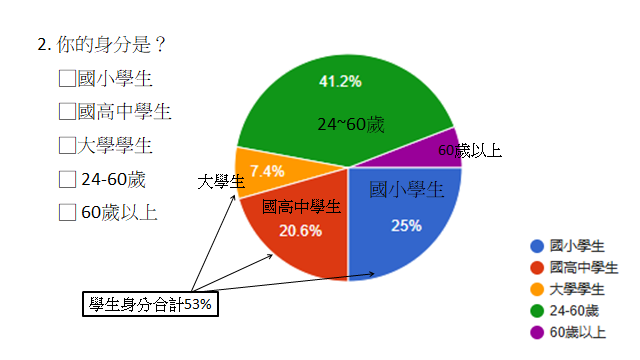 2. 你的身分是？
□國小學生
□國高中學生
□大學學生
□ 24-60歲
□ 60歲以上
41.2%
24~60歲
60歲以上
7.4%
大學生
國高中學生
20.6%
國小學生
25%
學生身分合計53%
國小學生
國高中學生
大學學生
24-60歲
60歲以上